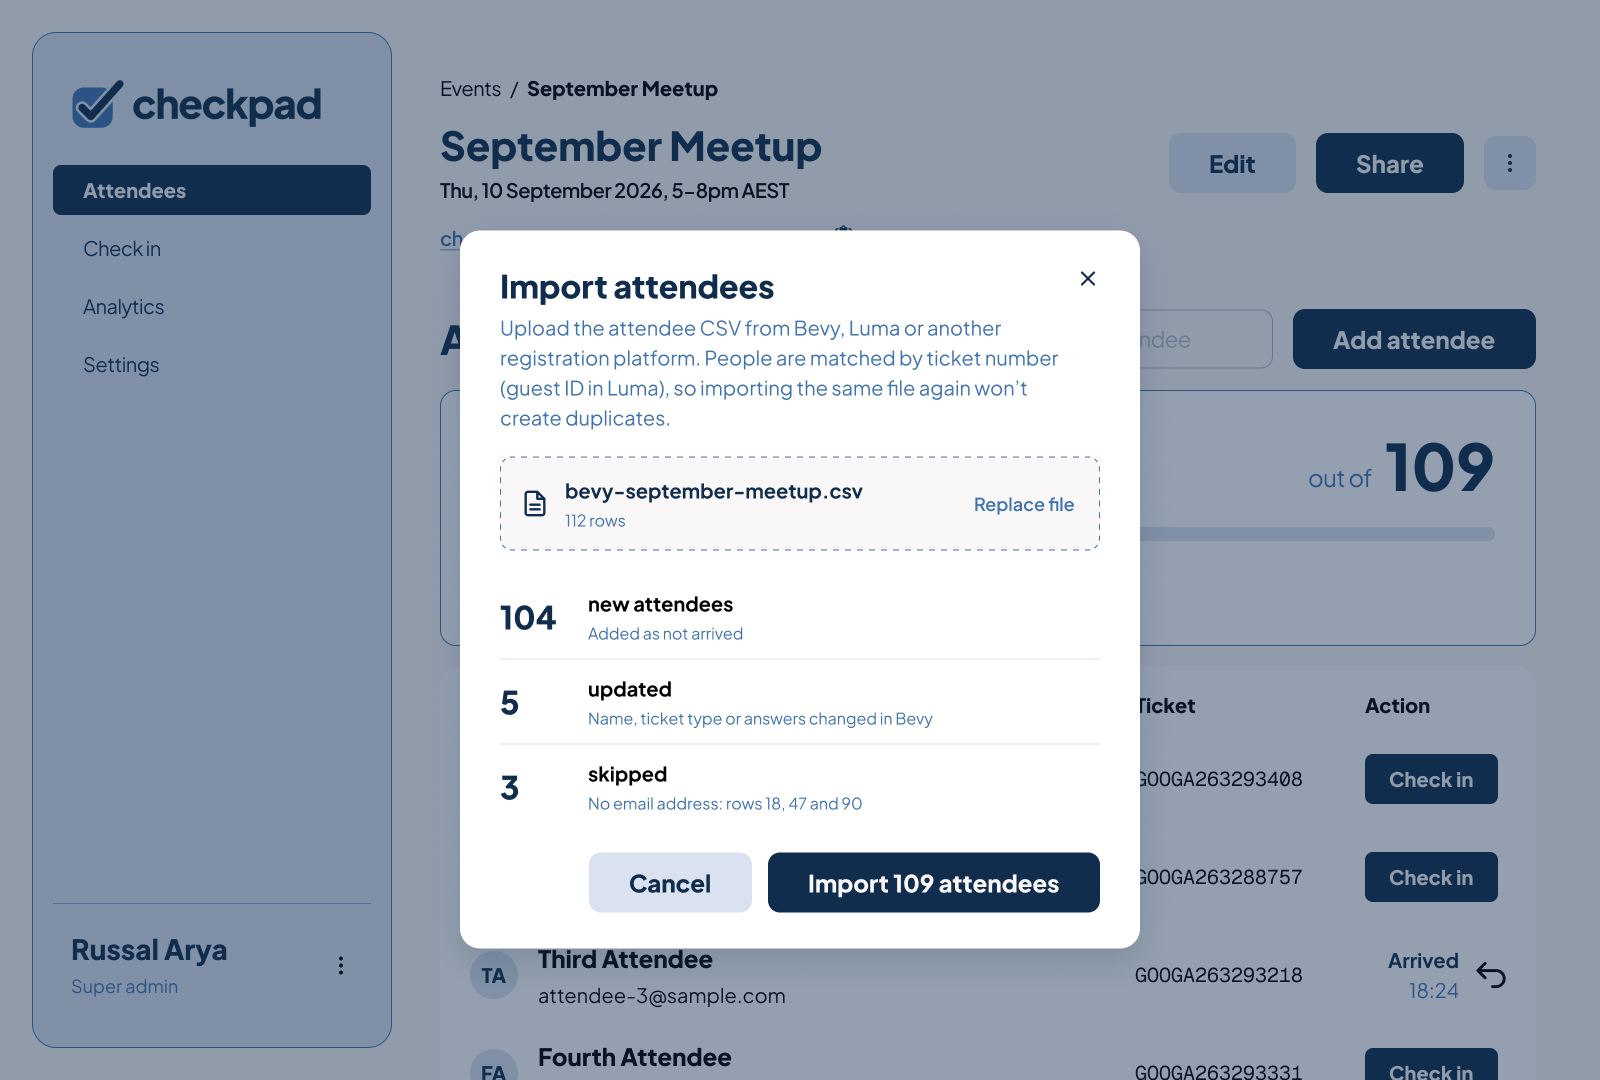 checkpad
Attendees
Check in
Analytics
Settings
Russal Arya
Super admin
Events / September Meetup
September Meetup
Thu, 10 September 2026, 5–8pm AEST
Edit
Share
Add attendee
out of 109
Import attendees
Upload the attendee CSV from Bevy, Luma or another
registration platform. People are matched by ticket number
(guest ID in Luma), so importing the same file again won’t
create duplicates.
bevy-september-meetup.csv
112 rows
Replace file
104
new attendees
Added as not arrived
5
updated
Name, ticket type or answers changed in Bevy
3
skipped
No email address: rows 18, 47 and 90
Cancel
Import 109 attendees
Ticket
Action
GOOGA263293408
Check in
GOOGA263288757
Check in
TA
Third Attendee
attendee-3@sample.com
GOOGA263293218
Arrived
18:24
FA
Fourth Attendee
GOOGA263293331
Check in